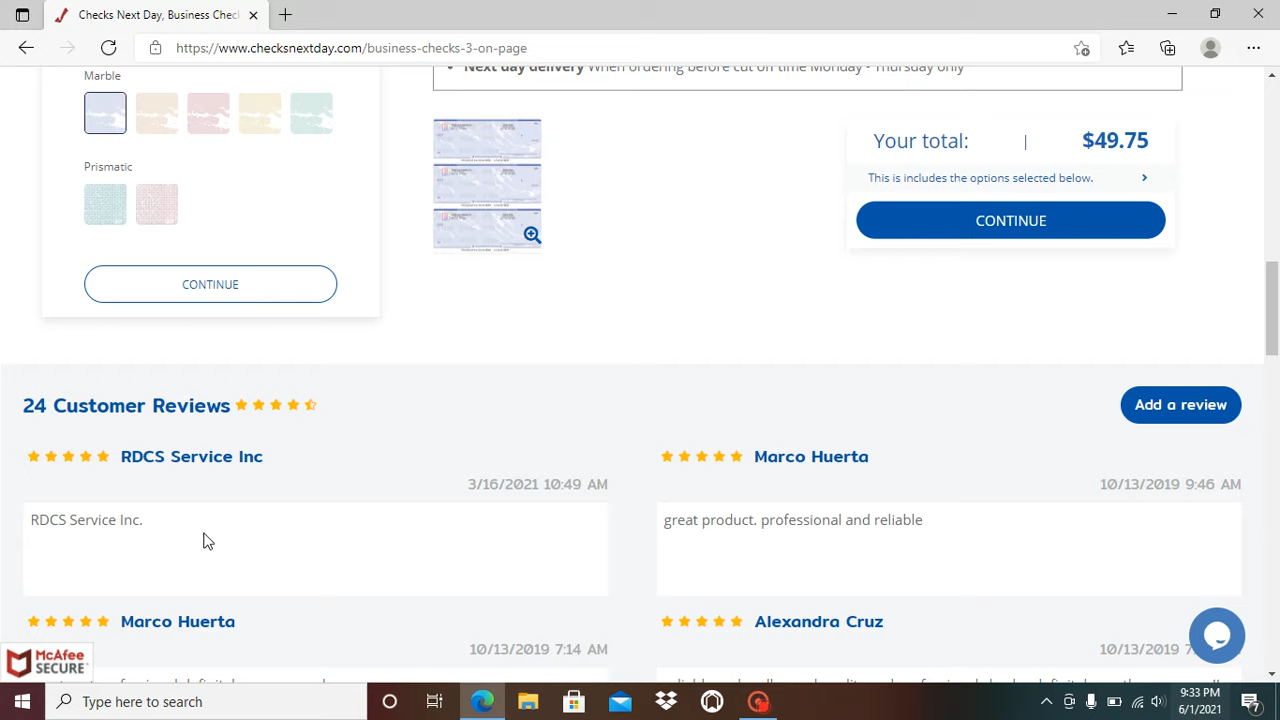 Checks Next Day, Business Chec
https://www.checksnextday.com/business-checks-3-on-page
Marble
Next day delivery When ordering before cut off time Monday - Thursday only
Prismatic
CONTINUE
Your total: | $49.75
This is includes the options selected below.
CONTINUE
24 Customer Reviews
Add a review
RDCS Service Inc
3/16/2021 10:49 AM
RDCS Service Inc.
Marco Huerta
10/13/2019 9:46 AM
great product. professional and reliable
Marco Huerta
10/13/2019 7:14 AM
Alexandra Cruz
10/13/2019
McAfee
SECURE
Type here to search
9:33 PM
6/1/2021
7